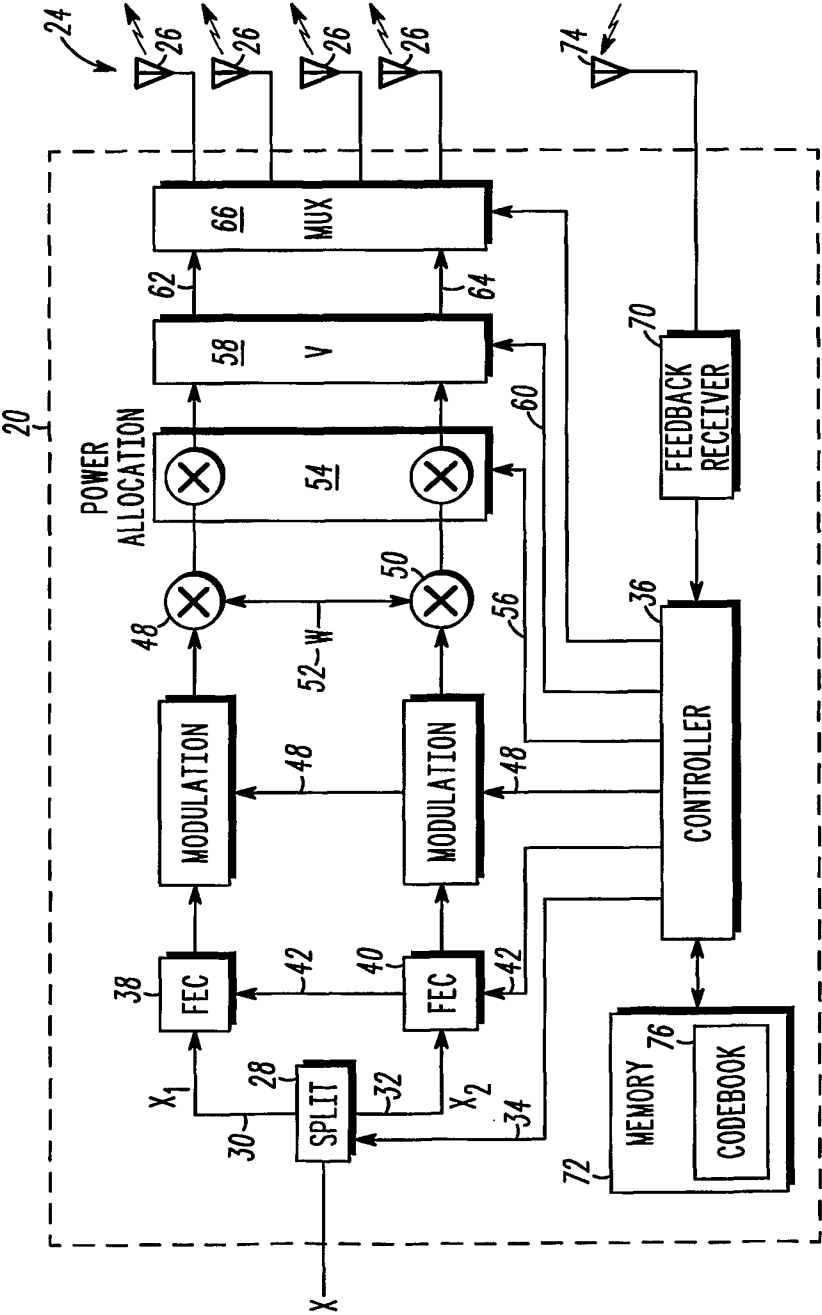 20
24
26
26
26
26
74
66
MUX
62
64
58
V
60
POWER
ALLOCATION
54
56
48
50
52
W
MODULATION
48
MODULATION
48
38
FEC
42
40
FEC
42
X1
30
28
SPLIT
32
X2
34
X
70
FEEDBACK
RECEIVER
36
CONTROLLER
72
MEMORY
76
CODEBOOK